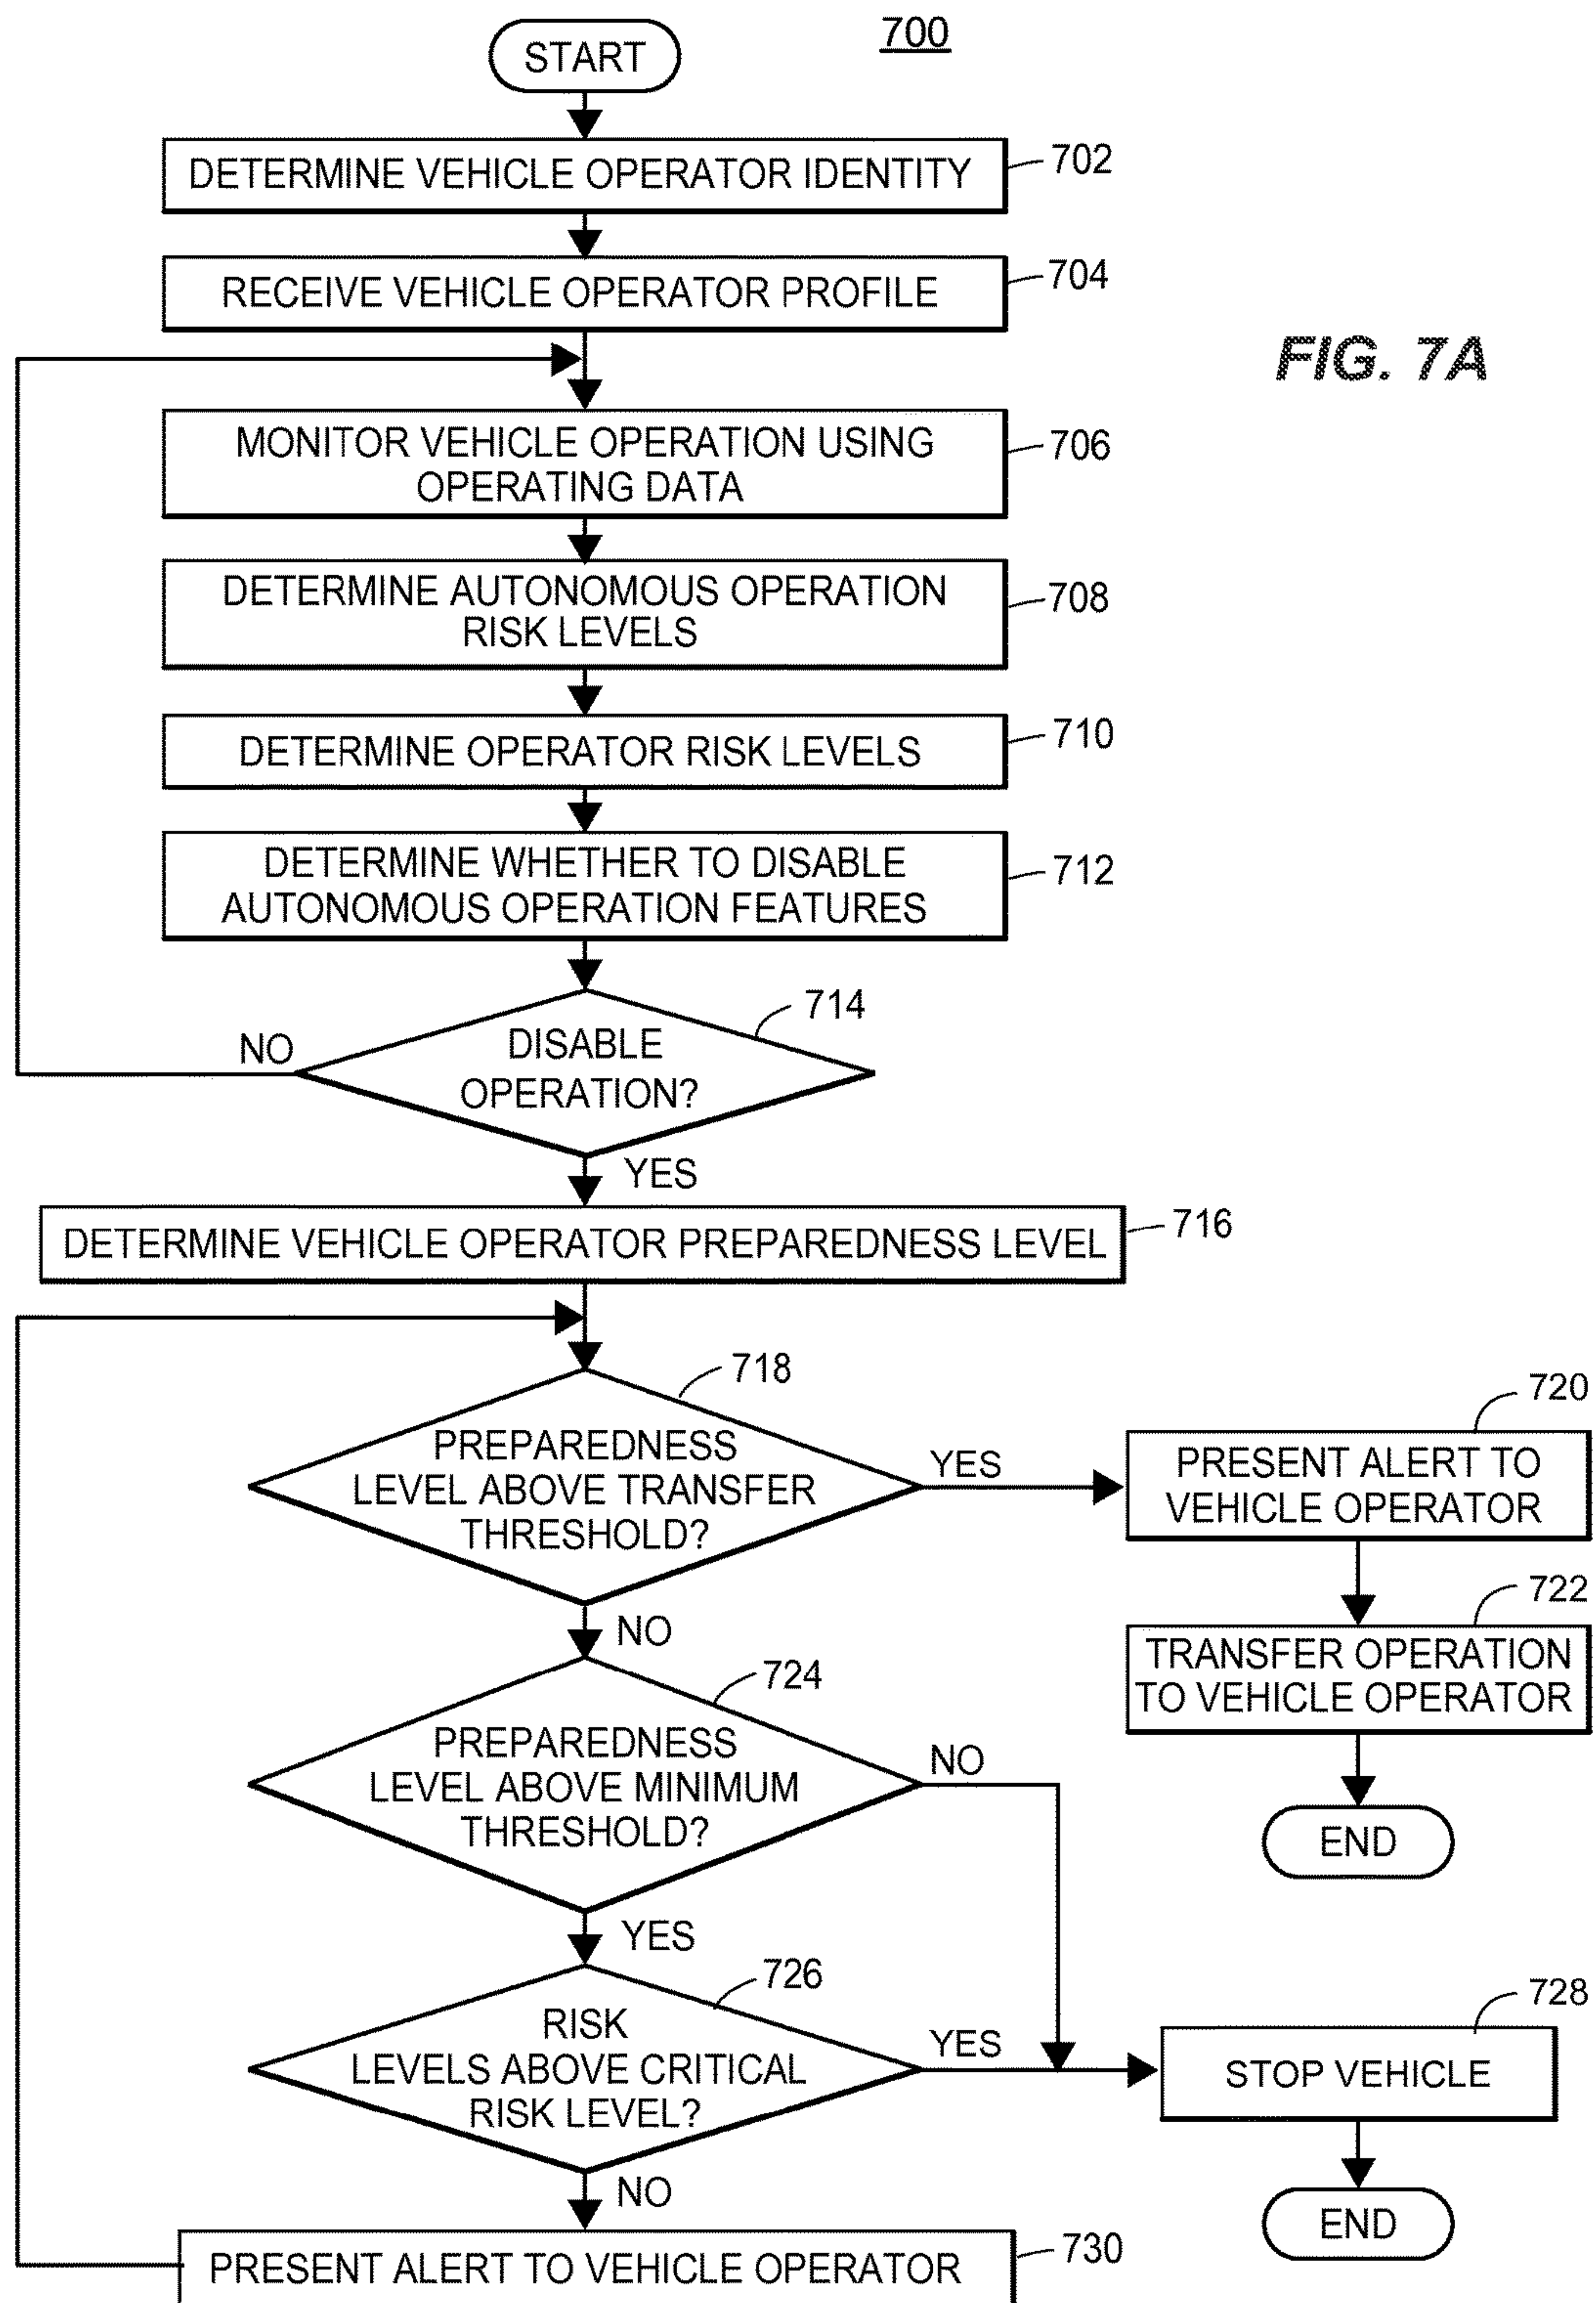 700
START
DETERMINE VEHICLE OPERATOR IDENTITY
702
RECEIVE VEHICLE OPERATOR PROFILE
704
FIG. 7A
MONITOR VEHICLE OPERATION USING
OPERATING DATA
706
DETERMINE AUTONOMOUS OPERATION
RISK LEVELS
708
DETERMINE OPERATOR RISK LEVELS
710
DETERMINE WHETHER TO DISABLE
AUTONOMOUS OPERATION FEATURES
712
714
NO
DISABLE
OPERATION?
YES
DETERMINE VEHICLE OPERATOR PREPAREDNESS LEVEL
716
718
PREPAREDNESS
LEVEL ABOVE TRANSFER
THRESHOLD?
YES
720
PRESENT ALERT TO
VEHICLE OPERATOR
722
TRANSFER OPERATION
TO VEHICLE OPERATOR
END
NO
724
PREPAREDNESS
LEVEL ABOVE MINIMUM
THRESHOLD?
NO
YES
726
RISK
LEVELS ABOVE CRITICAL
RISK LEVEL?
YES
728
STOP VEHICLE
END
NO
PRESENT ALERT TO VEHICLE OPERATOR
730